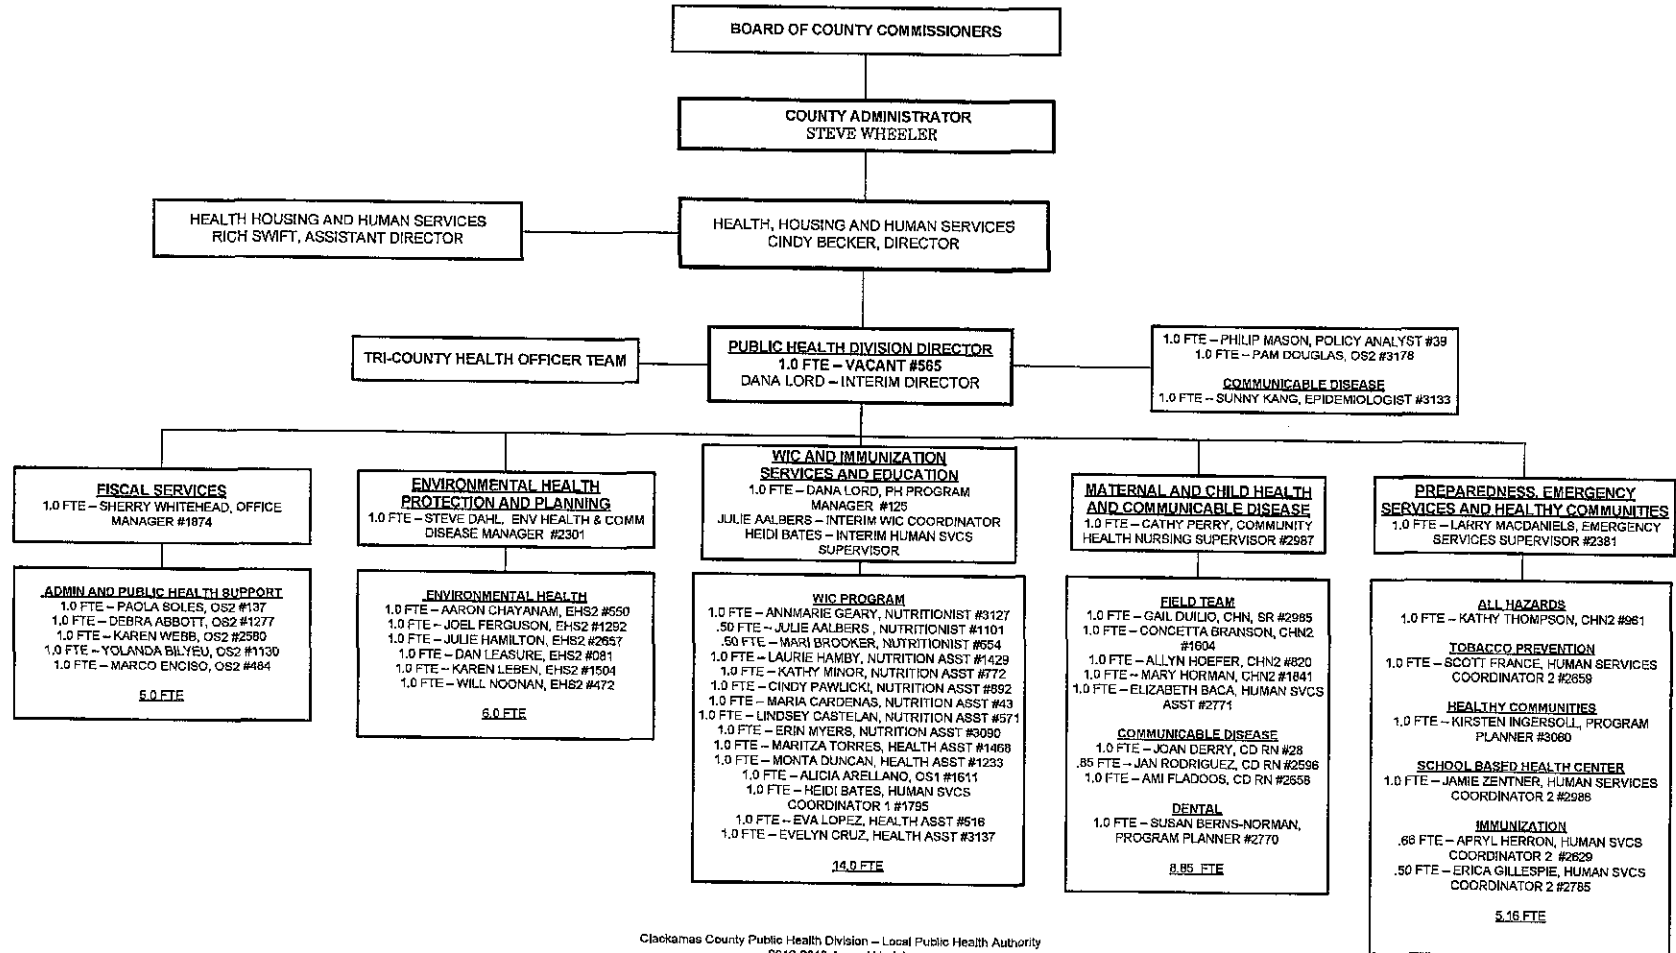 BOARD OF COUNTY COMMISSIONERS
COUNTY ADMINISTRATOR
STEVE WHEELER
HEALTH HOUSING AND HUMAN SERVICES
RICH SWIFT, ASSISTANT DIRECTOR
HEALTH, HOUSING AND HUMAN SERVICES
CINDY BECKER, DIRECTOR
TRI-COUNTY HEALTH OFFICER TEAM
PUBLIC HEALTH DIVISION DIRECTOR
1.0 FTE – VACANT #565
DANA LORD – INTERIM DIRECTOR
1.0 FTE – PHILIP MASON, POLICY ANALYST #39
1.0 FTE – PAM DOUGLAS, OS2 #3178
COMMUNICABLE DISEASE
1.0 FTE – SUNNY KANG, EPIDEMIOLOGIST #3133
FISCAL SERVICES
1.0 FTE – SHERRY WHITEHEAD, OFFICE
MANAGER #1874
ADMIN AND PUBLIC HEALTH SUPPORT
1.0 FTE – PAOLA SOLES, OS2 #137
1.0 FTE – DEBRA ABBOTT, OS2 #1277
1.0 FTE – KAREN WEBB, OS2 #2580
1.0 FTE – YOLANDA BILYEU, OS2 #1130
1.0 FTE – MARCO ENCISO, OS2 #484
5.0 FTE
ENVIRONMENTAL HEALTH
PROTECTION AND PLANNING
1.0 FTE – STEVE DAHL, ENV HEALTH & COMM
DISEASE MANAGER #2301
ENVIRONMENTAL HEALTH
1.0 FTE – AARON CHAYANAM, EHS2 #550
1.0 FTE – JOEL FERGUSON, EHS2 #1292
1.0 FTE – JULIE HAMILTON, EHS2 #2657
1.0 FTE – DAN LEASURE, EHS2 #081
1.0 FTE – KAREN LEBEN, EHS2 #1504
1.0 FTE – WILL NOONAN, EHS2 #472
6.0 FTE
WIC AND IMMUNIZATION
SERVICES AND EDUCATION
1.0 FTE – DANA LORD, PH PROGRAM
MANAGER #125
JULIE AALBERS – INTERIM WIC COORDINATOR
HEIDI BATES – INTERIM HUMAN SVCS
SUPERVISOR
WIC PROGRAM
1.0 FTE – ANNMARIE GEARY, NUTRITIONIST #3127
.50 FTE – JULIE AALBERS , NUTRITIONIST #1101
.50 FTE – MARI BROOKER, NUTRITIONIST #554
1.0 FTE – LAURIE HAMBY, NUTRITION ASST #1429
1.0 FTE – KATHY MINOR, NUTRITION ASST #772
1.0 FTE – CINDY PAWLICKI, NUTRITION ASST #892
1.0 FTE – MARIA CARDENAS, NUTRITION ASST #43
1.0 FTE – LINDSEY CASTELAN, NUTRITION ASST #571
1.0 FTE – ERIN MYERS, NUTRITION ASST #3090
1.0 FTE – MARITZA TORRES, HEALTH ASST #1468
1.0 FTE – MONTA DUNCAN, HEALTH ASST #1233
1.0 FTE – ALICIA ARELLANO, OS1 #1611
1.0 FTE – HEIDI BATES, HUMAN SVCS
COORDINATOR 1 #1795
1.0 FTE – EVA LOPEZ, HEALTH ASST #516
1.0 FTE – EVELYN CRUZ, HEALTH ASST #3137
14.0 FTE
MATERNAL AND CHILD HEALTH
AND COMMUNICABLE DISEASE
1.0 FTE – CATHY PERRY, COMMUNITY
HEALTH NURSING SUPERVISOR #2987
FIELD TEAM
1.0 FTE – GAIL DUILIO, CHN, SR #2985
1.0 FTE – CONCETTA BRANSON, CHN2
#1604
1.0 FTE – ALLYN HOEFER, CHN2 #820
1.0 FTE – MARY HORMAN, CHN2 #1841
1.0 FTE – ELIZABETH BACA, HUMAN SVCS
ASST #2771
COMMUNICABLE DISEASE
1.0 FTE – JOAN DERRY, CD RN #28
.85 FTE – JAN RODRIGUEZ, CD RN #2596
1.0 FTE – AMI FLADOOS, CD RN #2658
DENTAL
1.0 FTE – SUSAN BERNS-NORMAN,
PROGRAM PLANNER #2770
8.85 FTE
PREPAREDNESS, EMERGENCY
SERVICES AND HEALTHY COMMUNITIES
1.0 FTE – LARRY MACDANIELS, EMERGENCY
SERVICES SUPERVISOR #2381
ALL HAZARDS
1.0 FTE – KATHY THOMPSON, CHN2 #961
TOBACCO PREVENTION
1.0 FTE – SCOTT FRANCE, HUMAN SERVICES
COORDINATOR 2 #2659
HEALTHY COMMUNITIES
1.0 FTE – KIRSTEN INGERSOLL, PROGRAM
PLANNER #3060
SCHOOL BASED HEALTH CENTER
1.0 FTE – JAMIE ZENTNER, HUMAN SERVICES
COORDINATOR 2 #2986
IMMUNIZATION
.66 FTE – APRYL HERRON, HUMAN SVCS
COORDINATOR 2 #2629
.50 FTE – ERICA GILLESPIE, HUMAN SVCS
COORDINATOR 2 #2785
5.16 FTE
Clackamas County Public Health Division – Local Public Health Authority